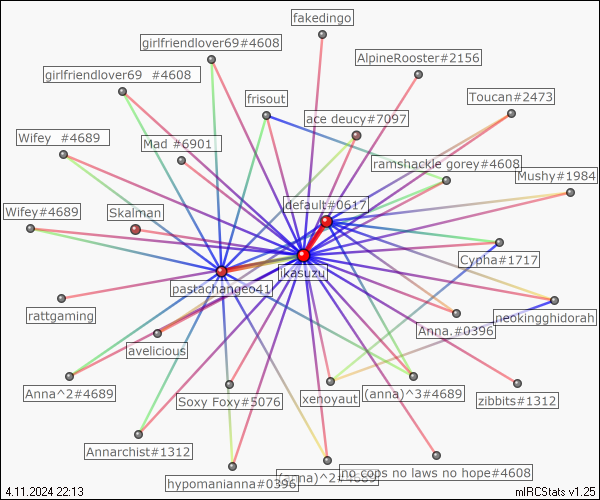 fakedingo
girlfriendlover69#4608
AlpineRooster#2156
girlfriendlover69  #4608
frisout
Toucan#2473
ace deucy#7097
Wifey  #4689
Mad #6901
ramshackle gorey#4608
Mushy#1984
default#0617
Wifey#4689
Skalman
Cypha#1717
ikasuzu
pastachangeo41
rattgaming
neokingghidorah
Anna.#0396
avelicious
Anna^2#4689
Soxy Foxy#5076
xenoyaut
(anna)^3#4689
zibbits#1312
Annarchist#1312
no cops no laws no hope#4608
hypomanianna#0396
(anna)^2#4689
4.11.2024 22:13
mIRCStats v1.25